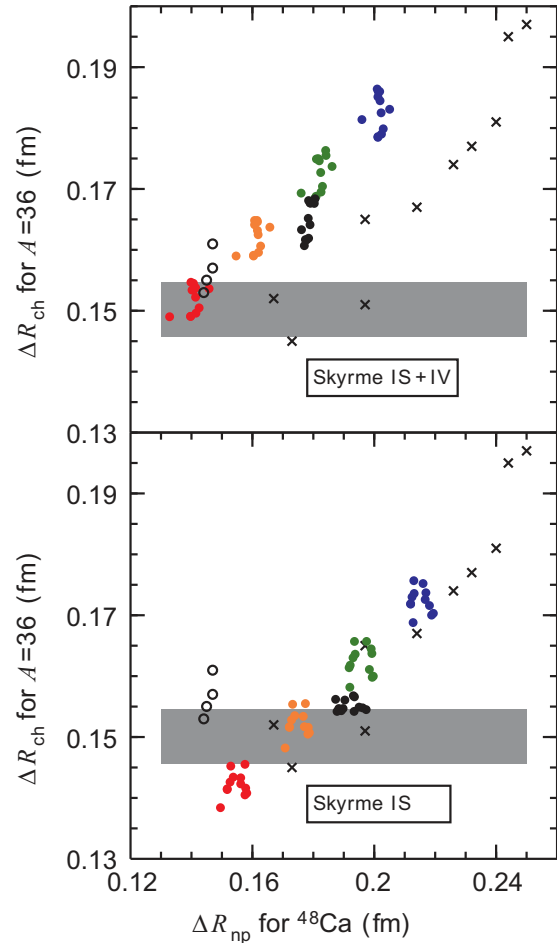 0.19
0.17
0.15
0.13
ΔR_ch for A=36 (fm)
Skyrme IS+IV
0.19
0.17
0.15
0.13
ΔR_ch for A=36 (fm)
Skyrme IS
0.12 0.16 0.2 0.24
ΔR_np for ⁴⁸Ca (fm)